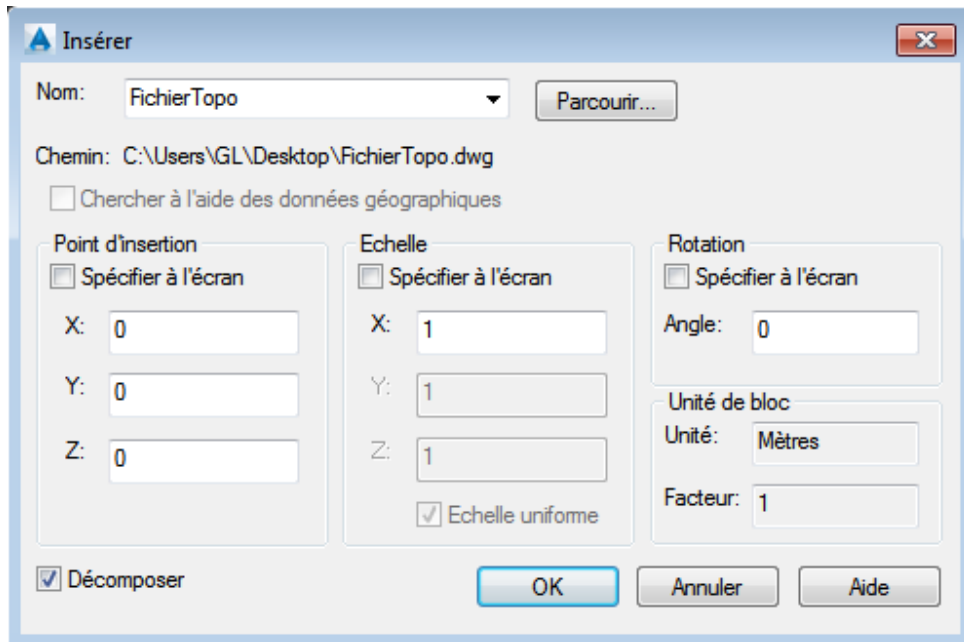 Insérer
Nom: FichierTopo Parcourir...
Chemin: C:\Users\GL\Desktop\FichierTopo.dwg
Chercher à l'aide des données géographiques
Point d'insertion
Spécifier à l'écran
X: 0
Y: 0
Z: 0
Echelle
Spécifier à l'écran
X: 1
Y: 1
Z: 1
Echelle uniforme
Rotation
Spécifier à l'écran
Angle: 0
Unité de bloc
Unité: Mètres
Facteur: 1
Décomposer
OK Annuler Aide